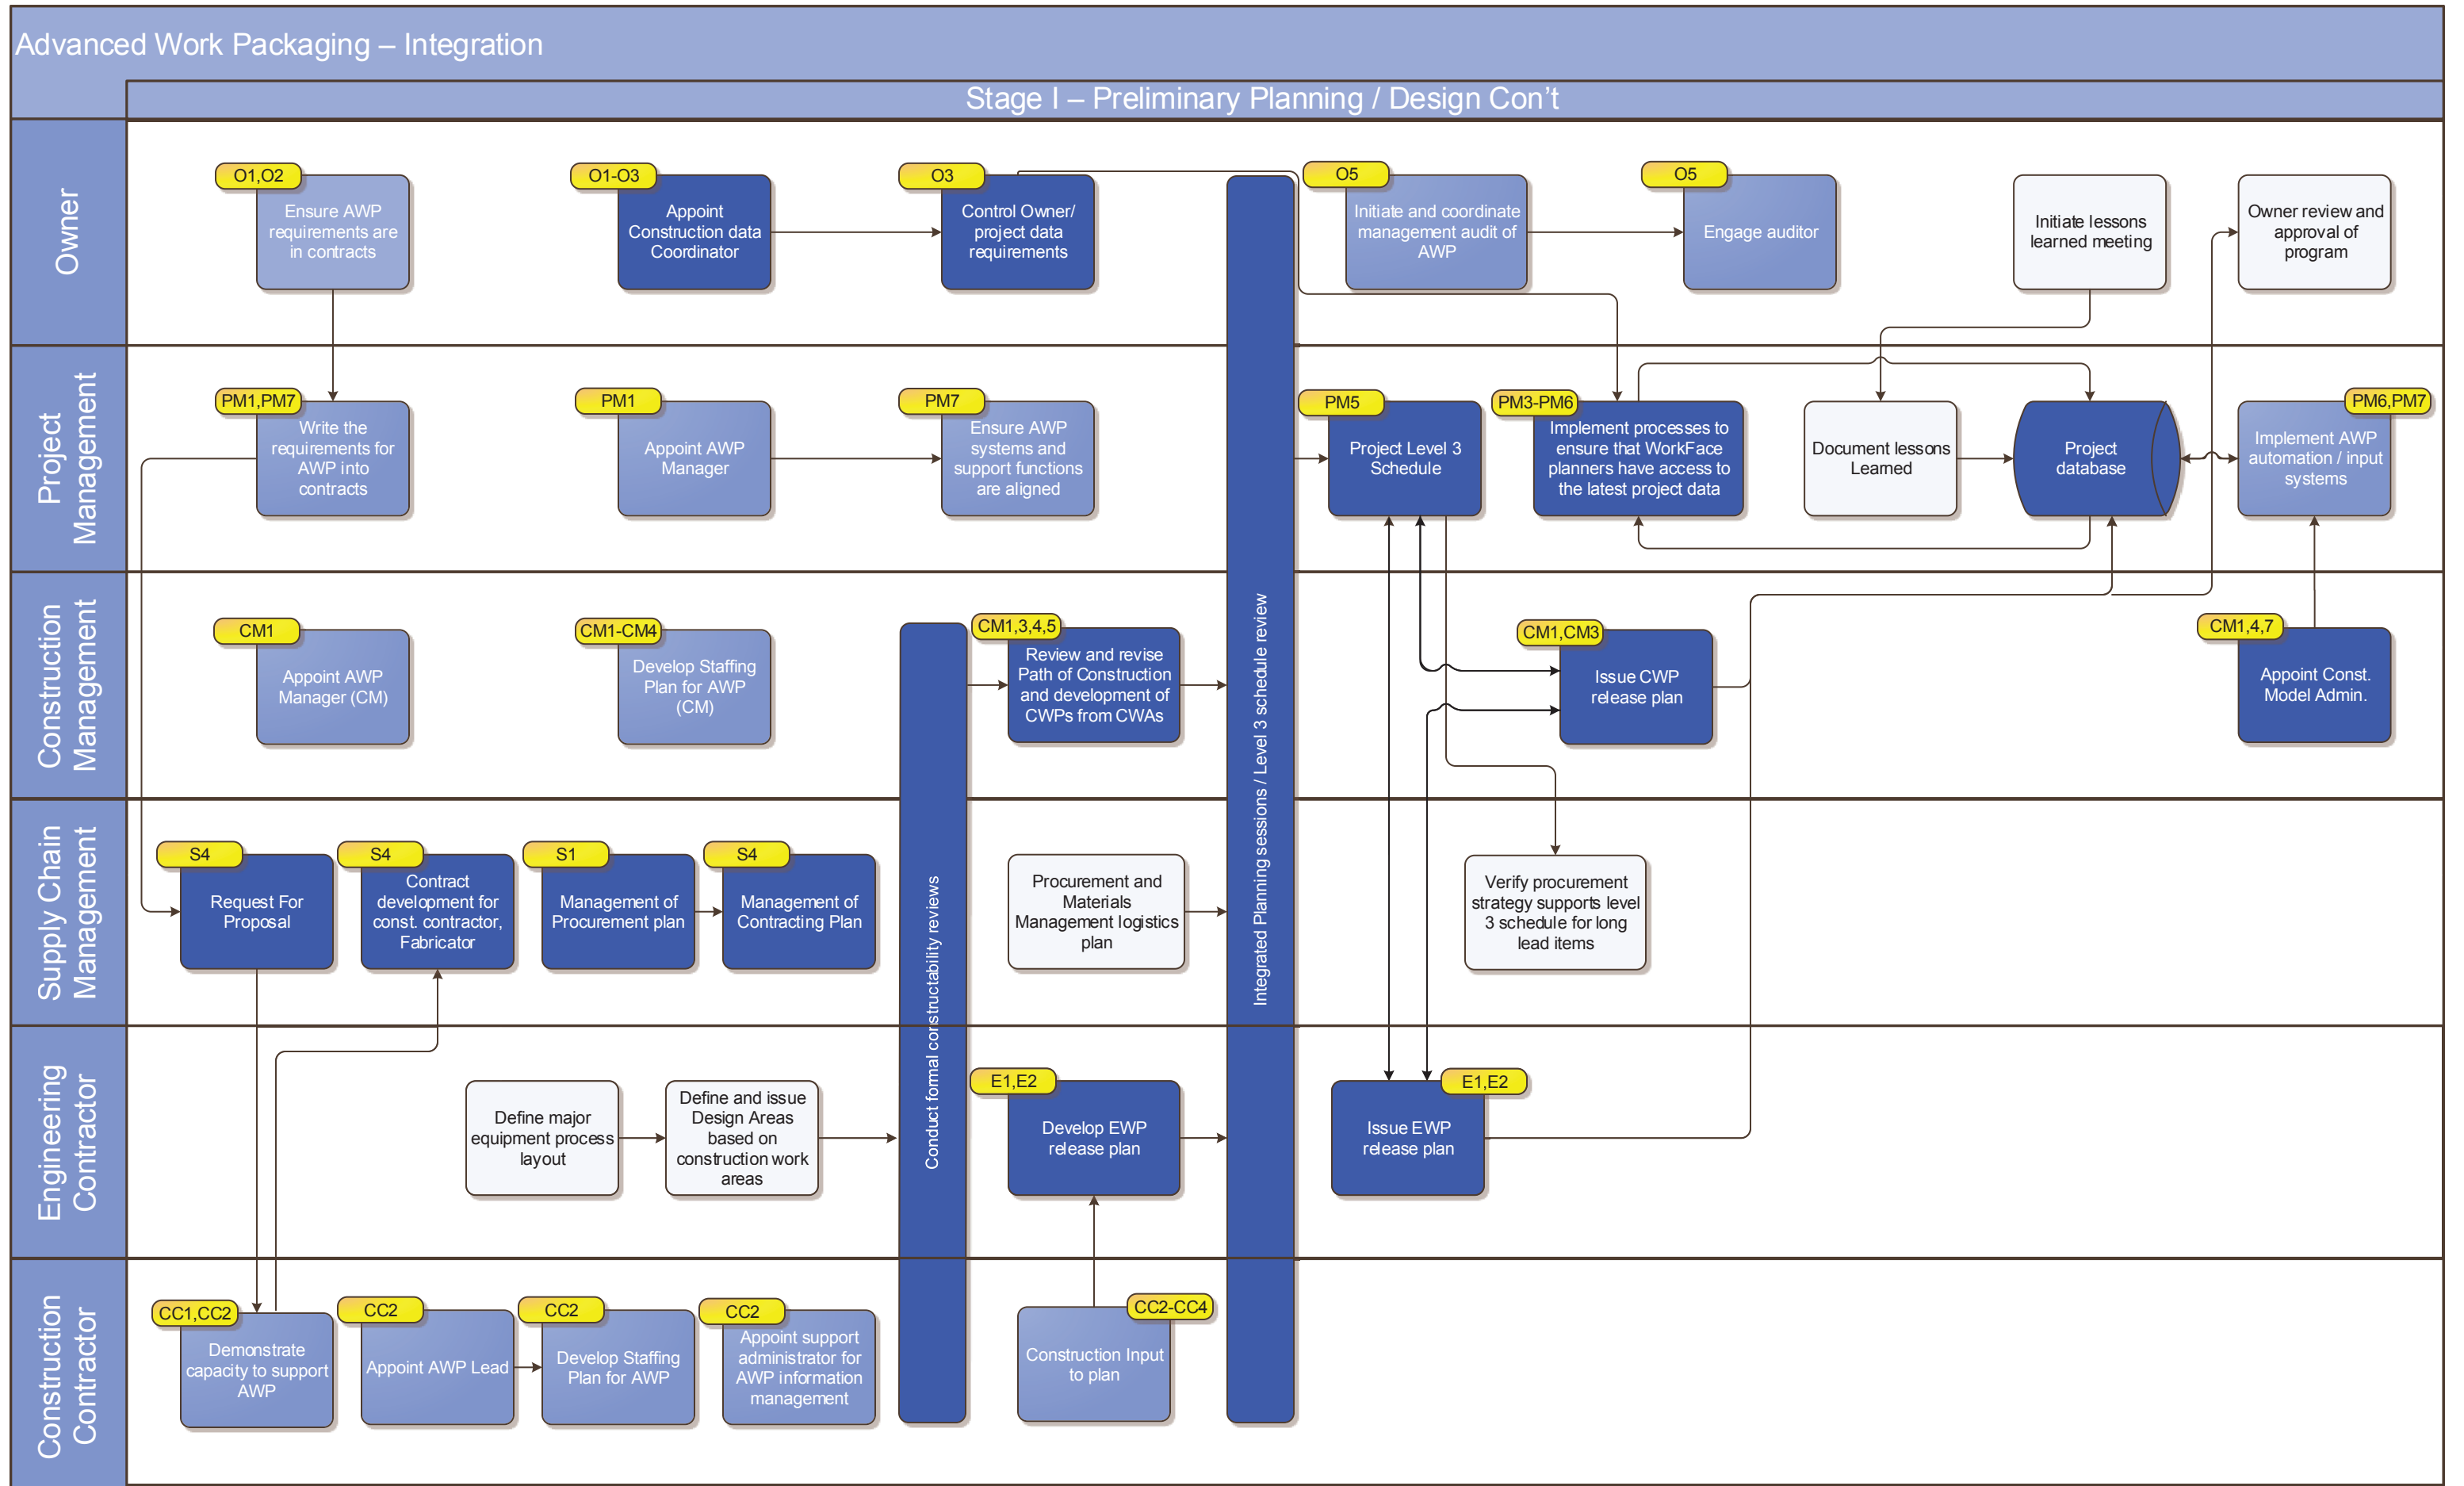 Advanced Work Packaging – Integration
Stage I – Preliminary Planning / Design Con't
Owner
O1,O2
Ensure AWP
requirements are
in contracts
O1-O3
Appoint
Construction data
Coordinator
O3
Control Owner/
project data
requirements
O5
Initiate and coordinate
management audit of
AWP
O5
Engage auditor
Initiate lessons
learned meeting
Owner review and
approval of
program
Project
Management
PM1,PM7
Write the
requirements for
AWP into
contracts
PM1
Appoint AWP
Manager
PM7
Ensure AWP
systems and
support functions
are aligned
PM5
Project Level 3
Schedule
PM3-PM6
Implement processes to
ensure that WorkFace
planners have access to
the latest project data
Document lessons
Learned
Project
database
PM6,PM7
Implement AWP
automation / input
systems
Construction
Management
CM1
Appoint AWP
Manager (CM)
CM1-CM4
Develop Staffing
Plan for AWP
(CM)
Conduct formal constructability reviews
CM1,3,4,5
Review and revise
Path of Construction
and development of
CWPs from CWAs
Integrated Planning sessions / Level 3 schedule review
CM1,CM3
Issue CWP
release plan
CM1,4,7
Appoint Const.
Model Admin.
Supply Chain
Management
S4
Request For
Proposal
S4
Contract
development for
const. contractor,
Fabricator
S1
Management of
Procurement plan
S4
Management of
Contracting Plan
Procurement and
Materials
Management logistics
plan
Verify procurement
strategy supports level
3 schedule for long
lead items
Engineering
Contractor
Define major
equipment process
layout
Define and issue
Design Areas
based on
construction work
areas
E1,E2
Develop EWP
release plan
E1,E2
Issue EWP
release plan
Construction
Contractor
CC1,CC2
Demonstrate
capacity to support
AWP
CC2
Appoint AWP Lead
CC2
Develop Staffing
Plan for AWP
CC2
Appoint support
administrator for
AWP information
management
CC2-CC4
Construction Input
to plan